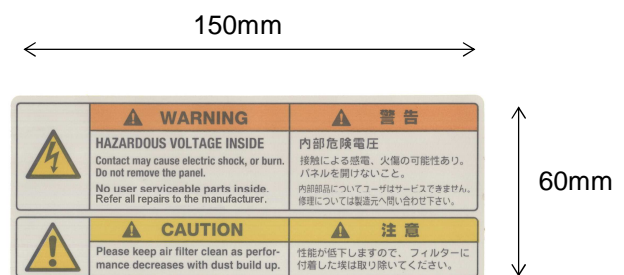 150mm
WARNING
警告
HAZARDOUS VOLTAGE INSIDE
Contact may cause electric shock, or burn.
Do not remove the panel.
No user serviceable parts inside.
Refer all repairs to the manufacturer.
内部危険電圧
接触による感電、火傷の可能性あり。
パネルを開けないこと。
内部部品についてユーザはサービスできません。
修理については製造元へ問い合わせ下さい。
60mm
CAUTION
注意
Please keep air filter clean as perfor-
mance decreases with dust build up.
性能が低下しますので、フィルターに
付着した埃は取り除いてください。